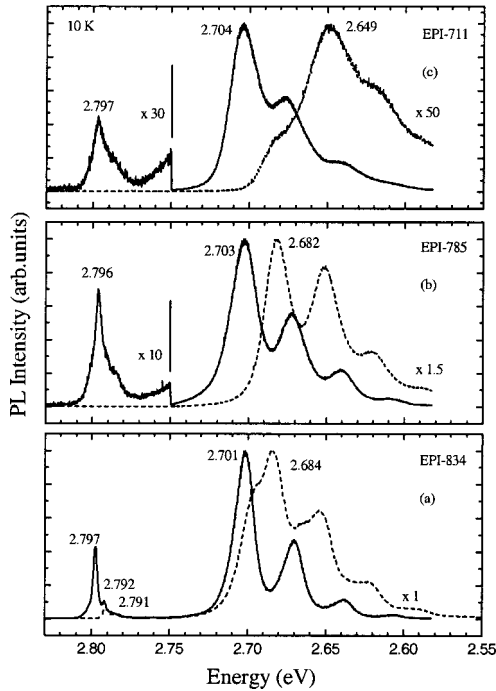 10 K
2.704
2.649
EPI-711
(c)
2.797
x 30
x 50
2.703
2.682
EPI-785
2.796
(b)
x 10
x 1.5
2.701
2.684
EPI-834
(a)
2.797
2.792
2.791
x 1
PL Intensity (arb.units)
2.80 2.75 2.70 2.65 2.60 2.55
Energy (eV)